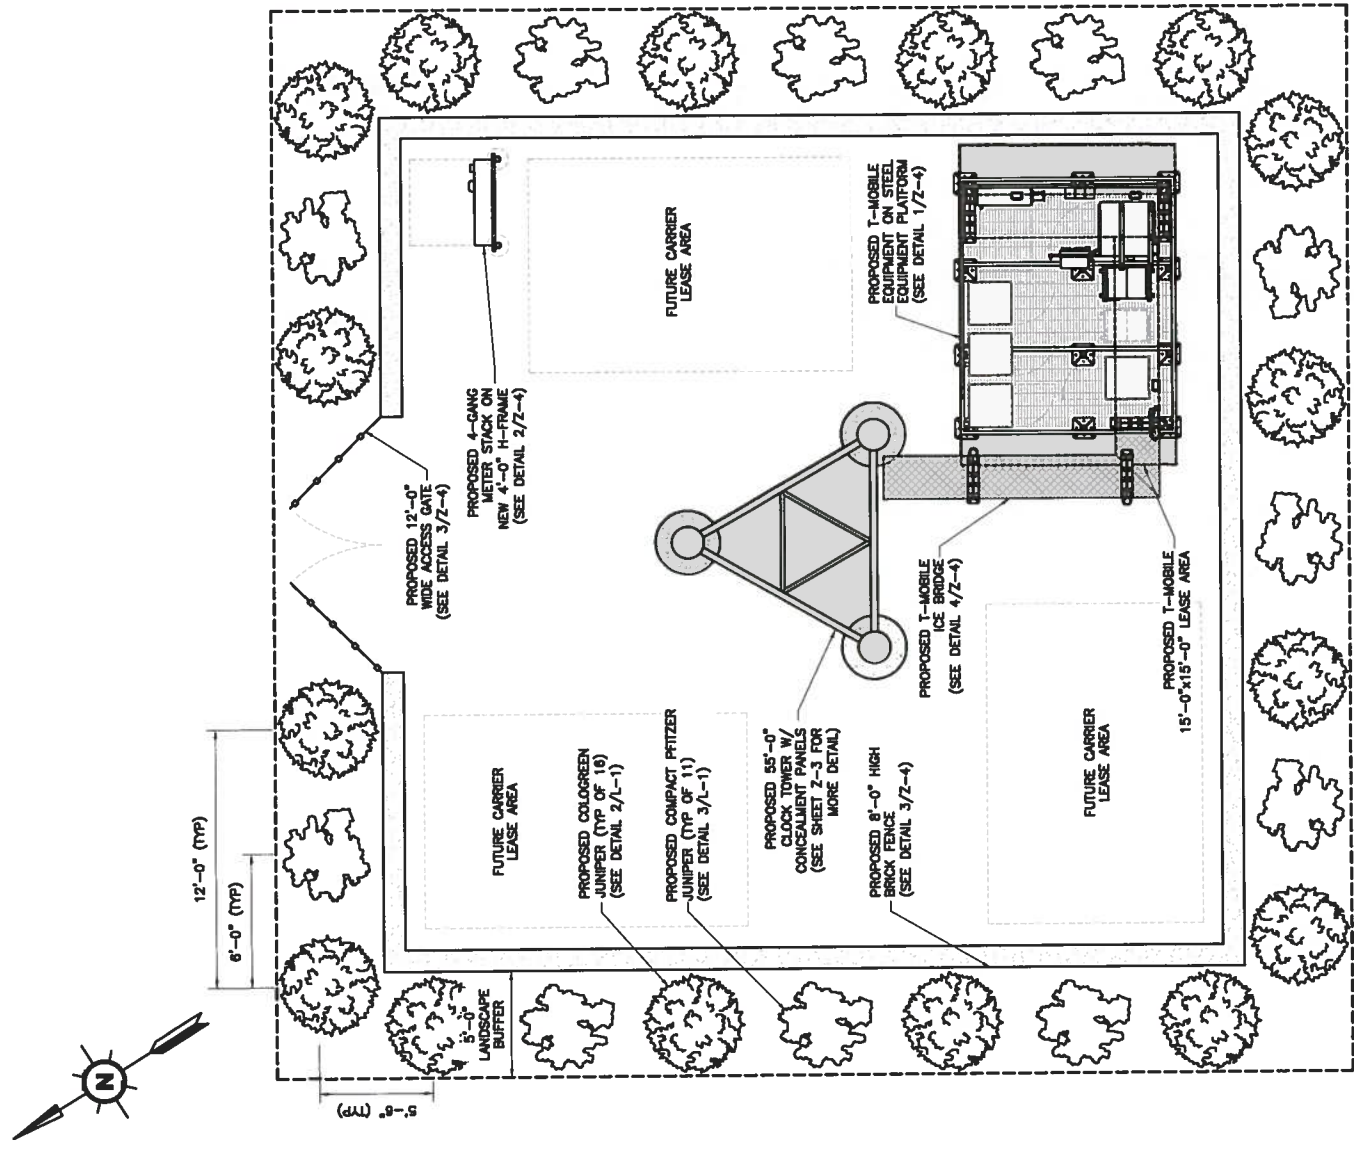 N
12'-0" (TYP)
6'-0" (TYP)
5'-6" (TYP)
5'-0"
LANDSCAPE
BUFFER
PROPOSED 12'-0"
WIDE ACCESS GATE
(SEE DETAIL 3/Z-4)
PROPOSED 4-GANG
METER STACK ON
NEW 4'-0" H-FRAME
(SEE DETAIL 2/Z-4)
FUTURE CARRIER
LEASE AREA
FUTURE CARRIER
LEASE AREA
PROPOSED COLOGREEN
JUNIPER (TYP OF 16)
(SEE DETAIL 2/L-1)
PROPOSED COMPACT PFITZER
JUNIPER (TYP OF 11)
(SEE DETAIL 3/L-1)
PROPOSED 55'-0"
CLOCK TOWER W/
CONCEALMENT PANELS
(SEE SHEET Z-3 FOR
MORE DETAIL)
PROPOSED 8'-0" HIGH
BRICK FENCE
(SEE DETAIL 3/Z-4)
PROPOSED T-MOBILE
EQUIPMENT ON STEEL
EQUIPMENT PLATFORM
(SEE DETAIL 1/Z-4)
PROPOSED T-MOBILE
ICE BRIDGE
(SEE DETAIL 4/Z-4)
FUTURE CARRIER
LEASE AREA
PROPOSED T-MOBILE
15'-0"x15'-0" LEASE AREA